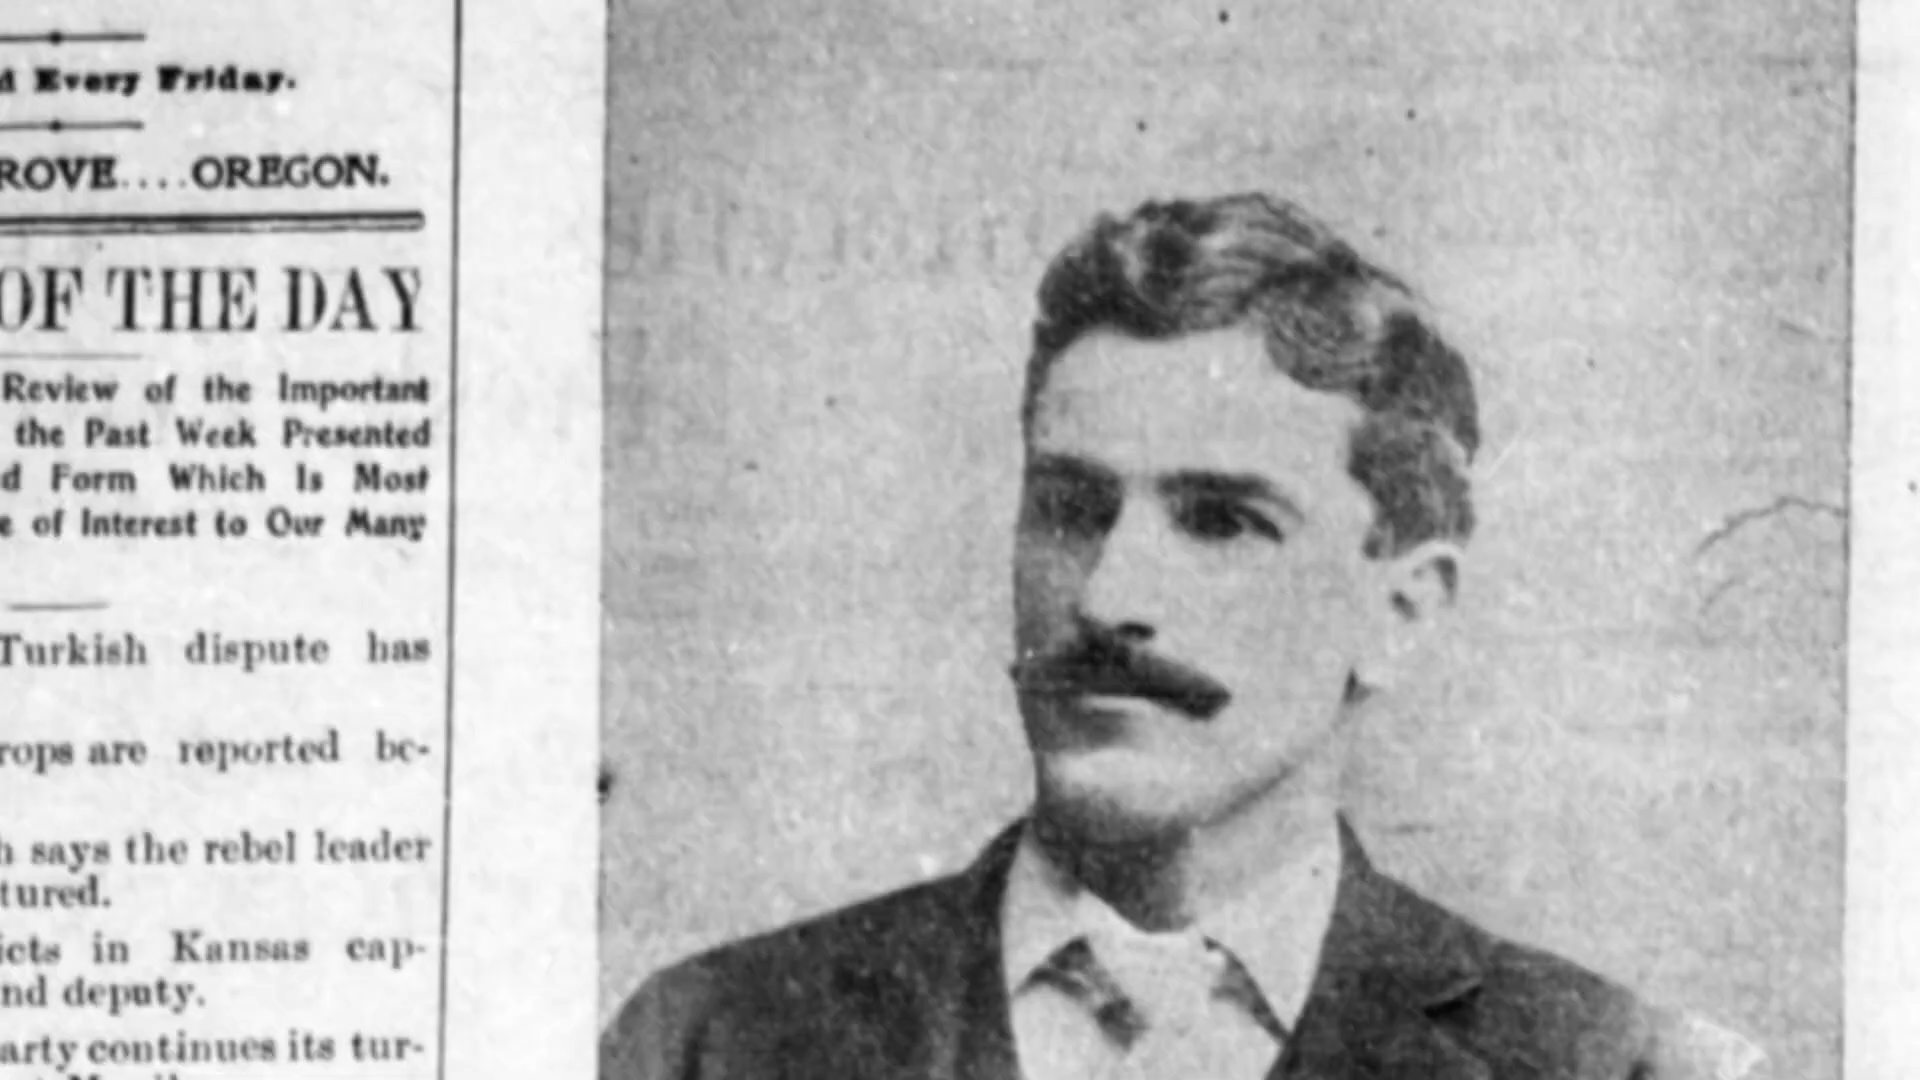 d Every Friday.
ROVE....OREGON.
OF THE DAY
Review of the Important
the Past Week Presented
d Form Which Is Most
e of Interest to Our Many
Turkish dispute has
rops are reported be-
h says the rebel leader
tured.
icts in Kansas cap-
nd deputy.
arty continues its tur-